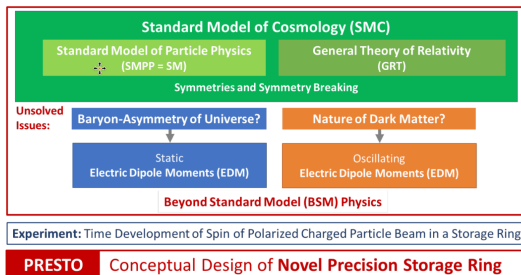 Standard Model of Cosmology (SMC)
Standard Model of Particle Physics
(SMPP = SM)
General Theory of Relativity
(GRT)
Symmetries and Symmetry Breaking
Unsolved
Issues:
Baryon-Asymmetry of Universe?
Nature of Dark Matter?
Static
Electric Dipole Moments (EDM)
Oscillating
Electric Dipole Moments (EDM)
Beyond Standard Model (BSM) Physics
Experiment: Time Development of Spin of Polarized Charged Particle Beam in a Storage Ring
PRESTO Conceptual Design of Novel Precision Storage Ring